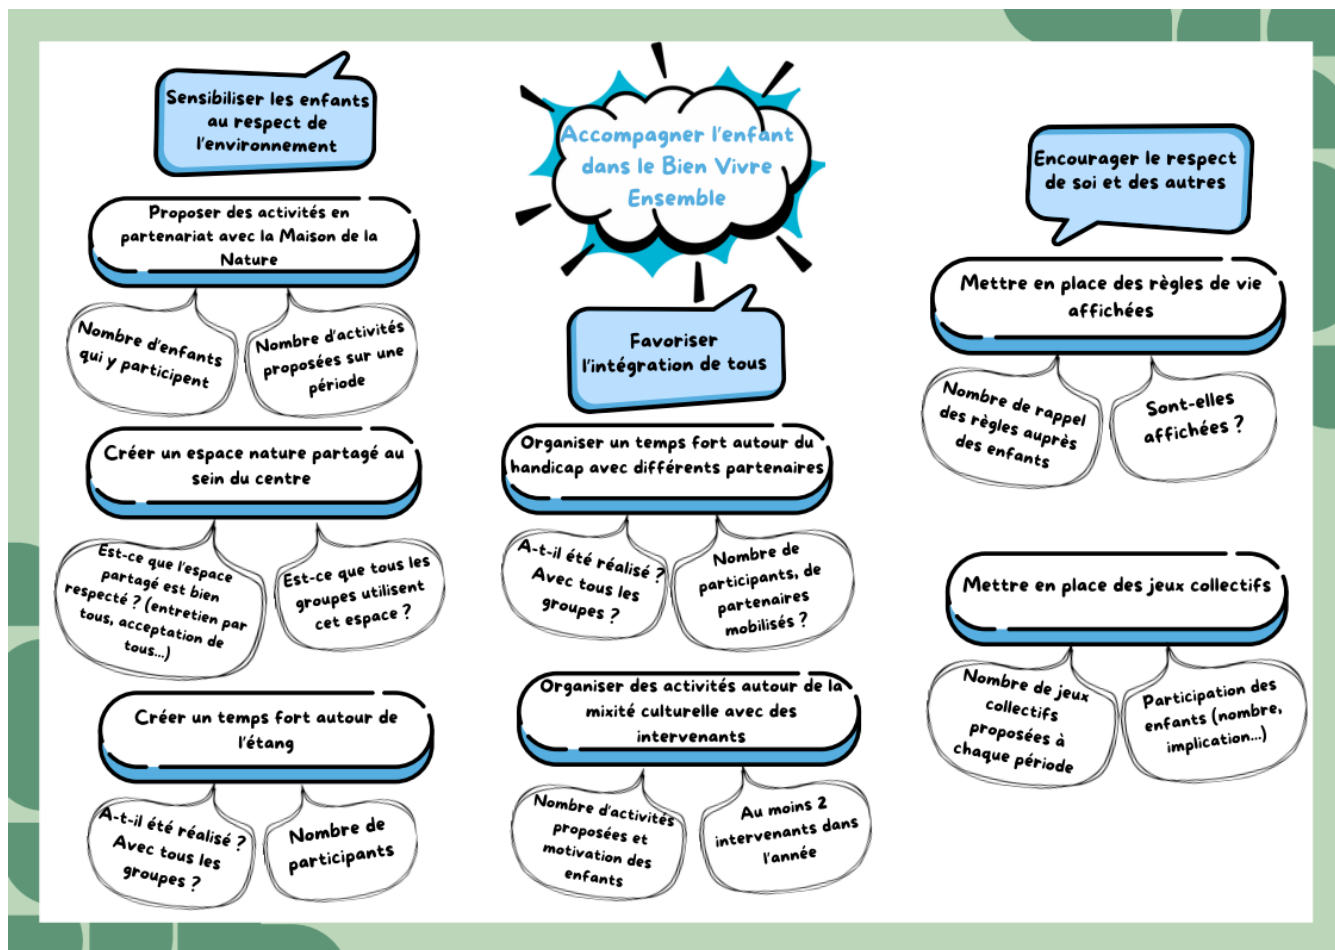 Sensibiliser les enfants
au respect de
l'environnement
Proposer des activités en
partenariat avec la Maison de la
Nature
Nombre d'enfants
qui y participent
Nombre d'activités
proposées sur une
période
Créer un espace nature partagé au
sein du centre
Est-ce que l'espace
partagé est bien
respecté ? (entretien par
tous, acceptation de
tous...)
Est-ce que tous les
groupes utilisent
cet espace ?
Créer un temps fort autour de
l'étang
A-t-il été réalisé ?
Avec tous les
groupes ?
Nombre de
participants
Accompagner l'enfant
dans le Bien Vivre
Ensemble
Favoriser
l'intégration de tous
Organiser un temps fort autour du
handicap avec différents partenaires
A-t-il été réalisé ?
Avec tous les
groupes ?
Nombre de
participants, de
partenaires
mobilisés ?
Organiser des activités autour de la
mixité culturelle avec des
intervenants
Nombre d'activités
proposées et
motivation des
enfants
Au moins 2
intervenants dans
l'année
Encourager le respect
de soi et des autres
Mettre en place des règles de vie
affichées
Nombre de rappel
des règles auprès
des enfants
Sont-elles
affichées ?
Mettre en place des jeux collectifs
Nombre de jeux
collectifs
proposées à
chaque période
Participation des
enfants (nombre,
implication...)